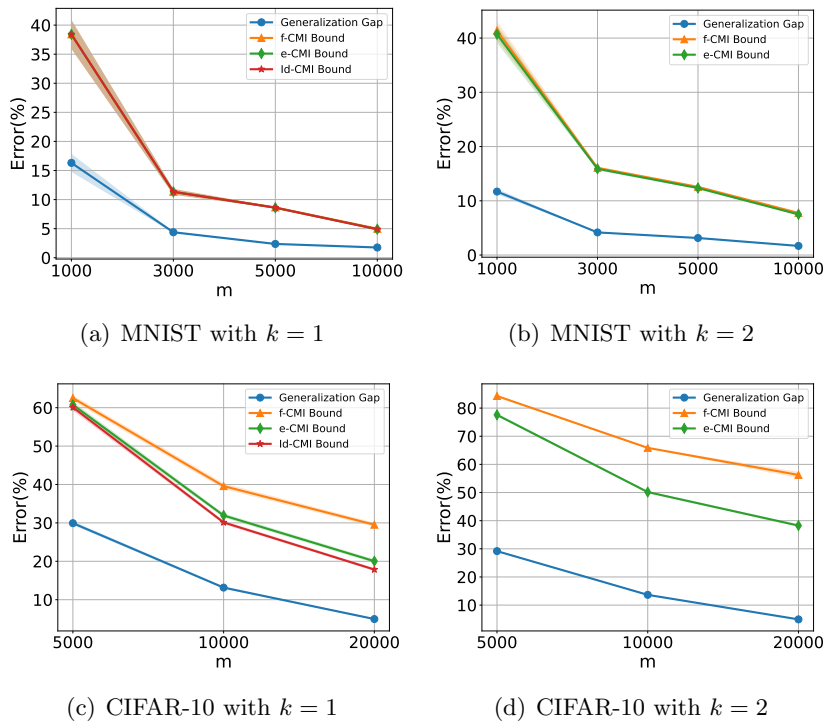 Generalization Gap
f-CMI Bound
e-CMI Bound
ld-CMI Bound
Error(%)
40
35
30
25
20
15
10
5
0
1000 3000 5000 10000
m
(a) MNIST with k = 1
Generalization Gap
f-CMI Bound
e-CMI Bound
Error(%)
40
30
20
10
0
1000 3000 5000 10000
m
(b) MNIST with k = 2
Generalization Gap
f-CMI Bound
e-CMI Bound
ld-CMI Bound
Error(%)
60
50
40
30
20
10
5000 10000 20000
m
(c) CIFAR-10 with k = 1
Generalization Gap
f-CMI Bound
e-CMI Bound
Error(%)
80
70
60
50
40
30
20
10
5000 10000 20000
m
(d) CIFAR-10 with k = 2